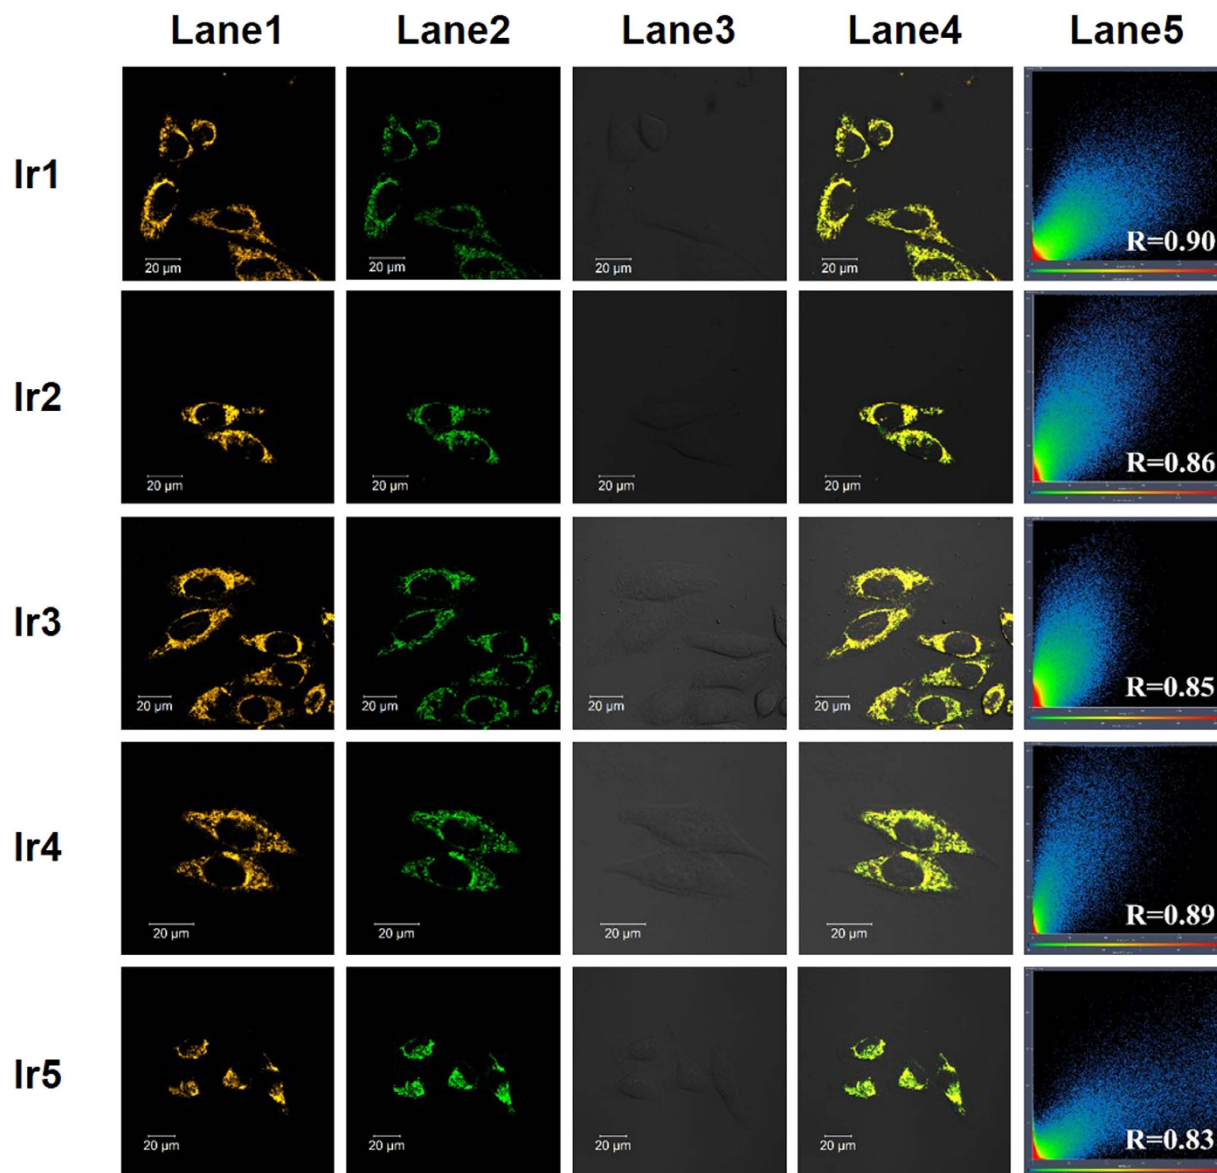 Lane1 Lane2 Lane3 Lane4 Lane5
Ir1
20 µm 20 µm 20 µm 20 µm R=0.90
Ir2
20 µm 20 µm 20 µm 20 µm R=0.86
Ir3
20 µm 20 µm 20 µm 20 µm R=0.85
Ir4
20 µm 20 µm 20 µm 20 µm R=0.89
Ir5
20 µm 20 µm 20 µm 20 µm R=0.83